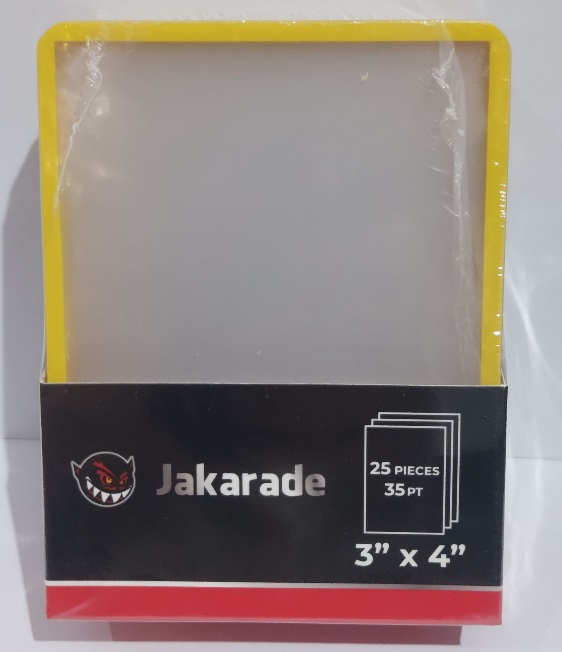 Jakarade
25 PIECES
35 PT
3” x 4”